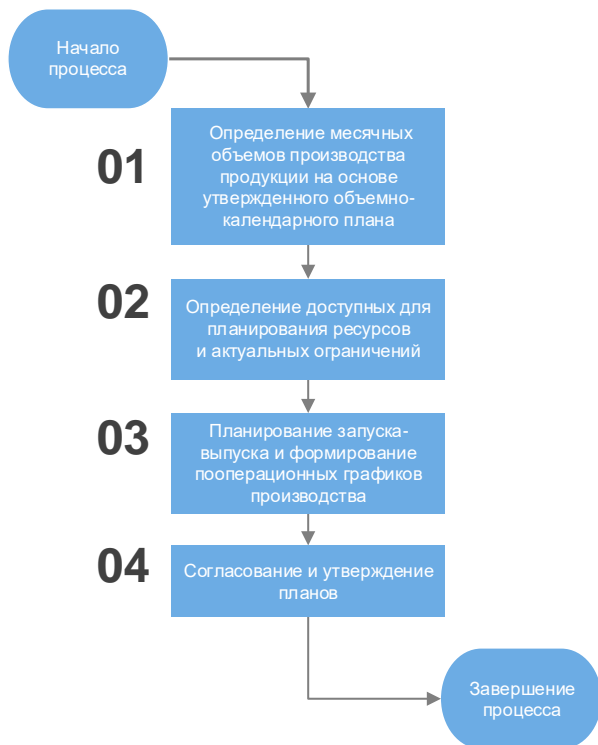 Начало
процесса
01
Определение месячных
объемов производства
продукции на основе
утвержденного объемно-
календарного плана
02
Определение доступных для
планирования ресурсов
и актуальных ограничений
03
Планирование запуска-
выпуска и формирование
пооперационных графиков
производства
04
Согласование и утверждение
планов
Завершение
процесса